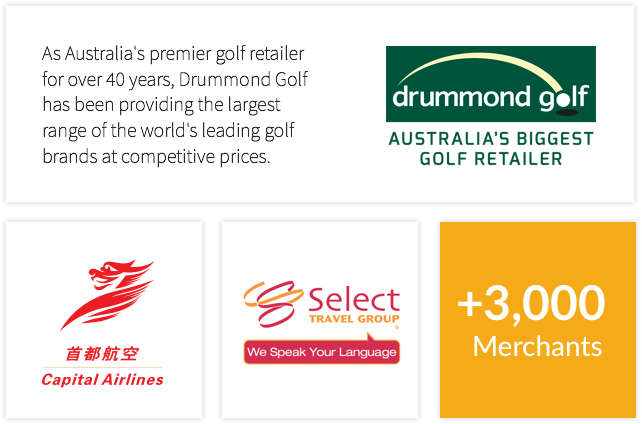 As Australia's premier golf retailer
for over 40 years, Drummond Golf
has been providing the largest
range of the world's leading golf
brands at competitive prices.
drummond golf
AUSTRALIA'S BIGGEST
GOLF RETAILER
首都航空
Capital Airlines
Select
TRAVEL GROUP
We Speak Your Language
+3,000
Merchants